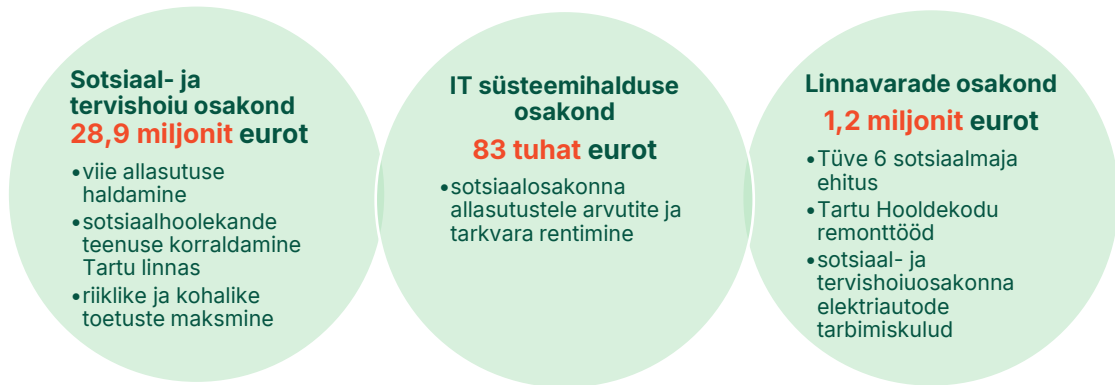 Sotsiaal- ja
tervishoiu osakond
28,9 miljonit eurot
•viie allasutuse
haldamine
•sotsiaalhoolekande
teenuse korraldamine
Tartu linnas
•riiklike ja kohalike
toetuste maksmine
IT süsteemihalduse
osakond
83 tuhat eurot
•sotsiaalosakonna
allasutustele arvutite ja
tarkvara rentimine
Linnavarade osakond
1,2 miljonit eurot
•Tüve 6 sotsiaalmaja
ehitus
•Tartu Hooldekodu
remonttööd
•sotsiaal- ja
tervishoiuosakonna
elektriautode
tarbimiskulud